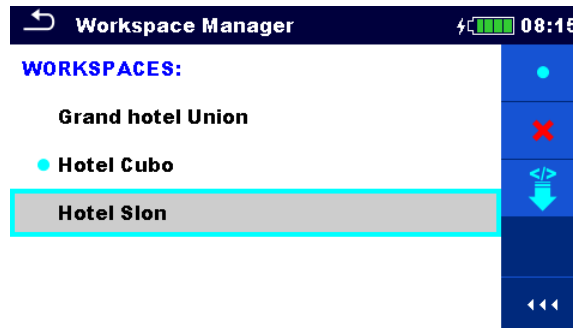 Workspace Manager 08:15
WORKSPACES:
Grand hotel Union
Hotel Cubo
</>
Hotel Slon